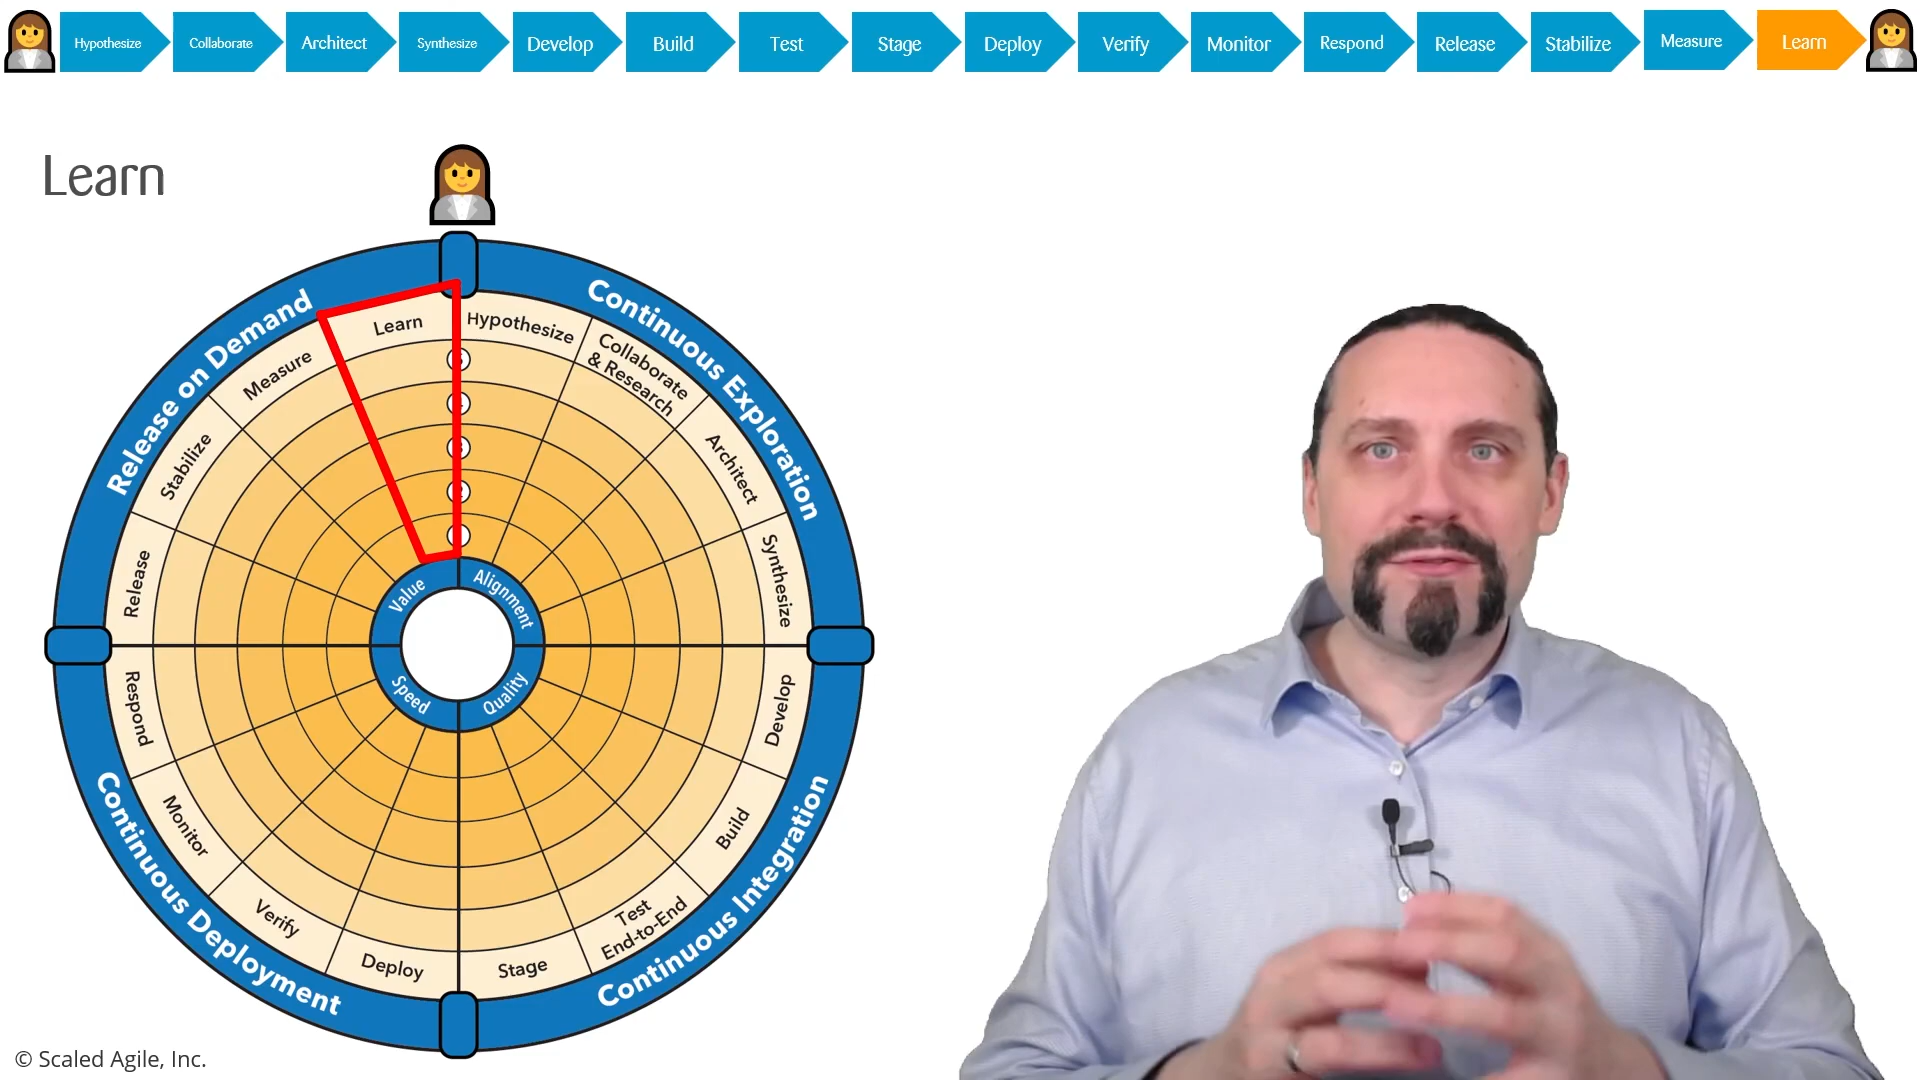 Hypothesize
Collaborate
Architect
Synthesize
Develop
Build
Test
Stage
Deploy
Verify
Monitor
Respond
Release
Stabilize
Measure
Learn
Learn
Continuous Exploration
Hypothesize
Collaborate
& Research
Architect
Synthesize
Continuous Integration
Develop
Build
Test
End-to-End
Stage
Continuous Deployment
Deploy
Verify
Monitor
Respond
Release on Demand
Release
Stabilize
Measure
Learn
Alignment
Quality
Speed
Value
© Scaled Agile, Inc.